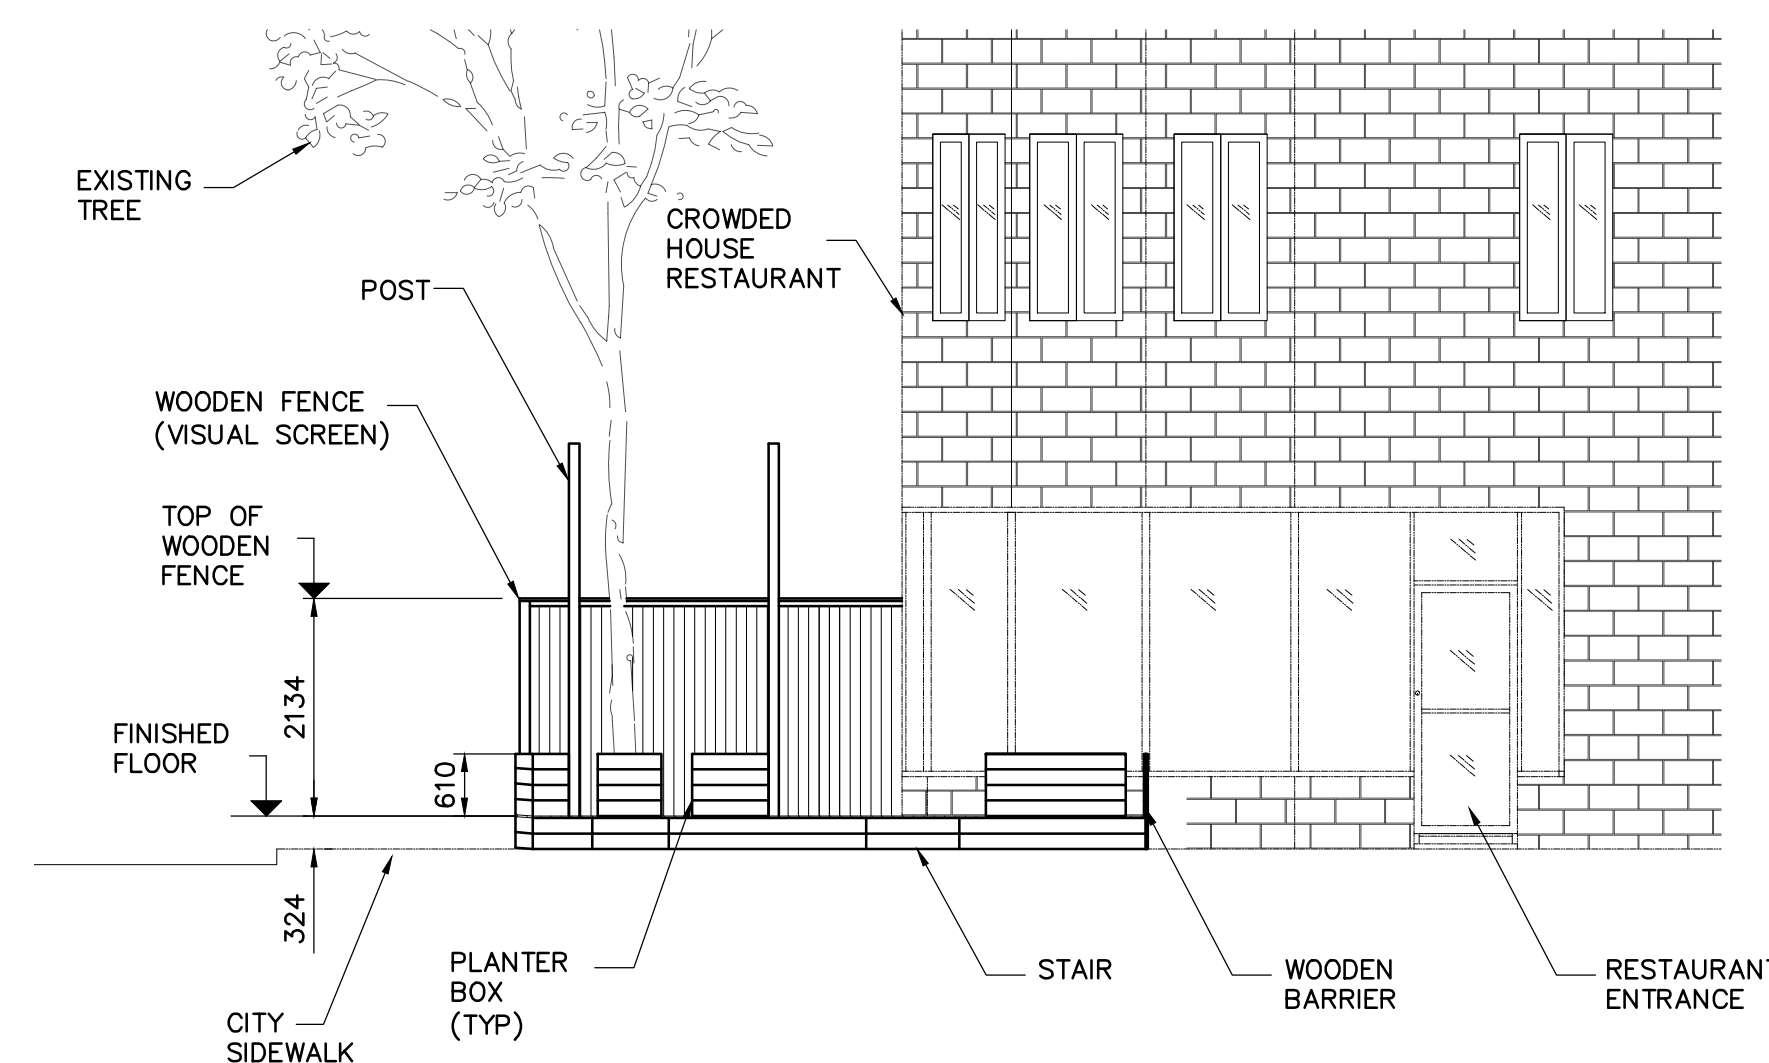 EXISTING
TREE
CROWDED
HOUSE
RESTAURANT
POST
WOODEN FENCE
(VISUAL SCREEN)
TOP OF
WOODEN
FENCE
2134
FINISHED
FLOOR
610
324
PLANTER
BOX
(TYP)
STAIR
WOODEN
BARRIER
RESTAURANT
ENTRANCE
CITY
SIDEWALK